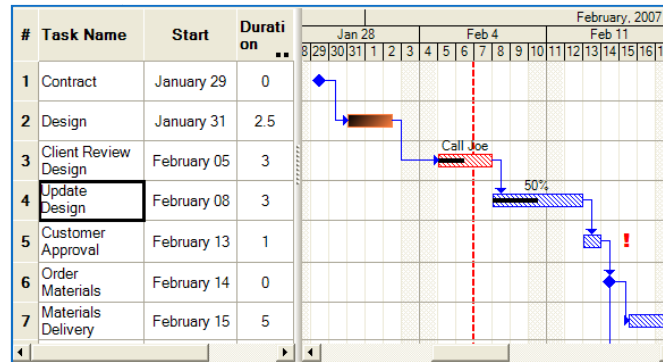 # Task Name Start Durati
on ..
1 Contract January 29 0
2 Design January 31 2.5
3 Client Review
Design February 05 3
4 Update
Design February 08 3
5 Customer
Approval February 13 1
6 Order
Materials February 14 0
7 Materials
Delivery February 15 5
February, 2007
Jan 28 Feb 4 Feb 11
8 29 30 31 1 2 3 4 5 6 7 8 9 10 11 12 13 14 15 16 1
Call Joe
50%
!